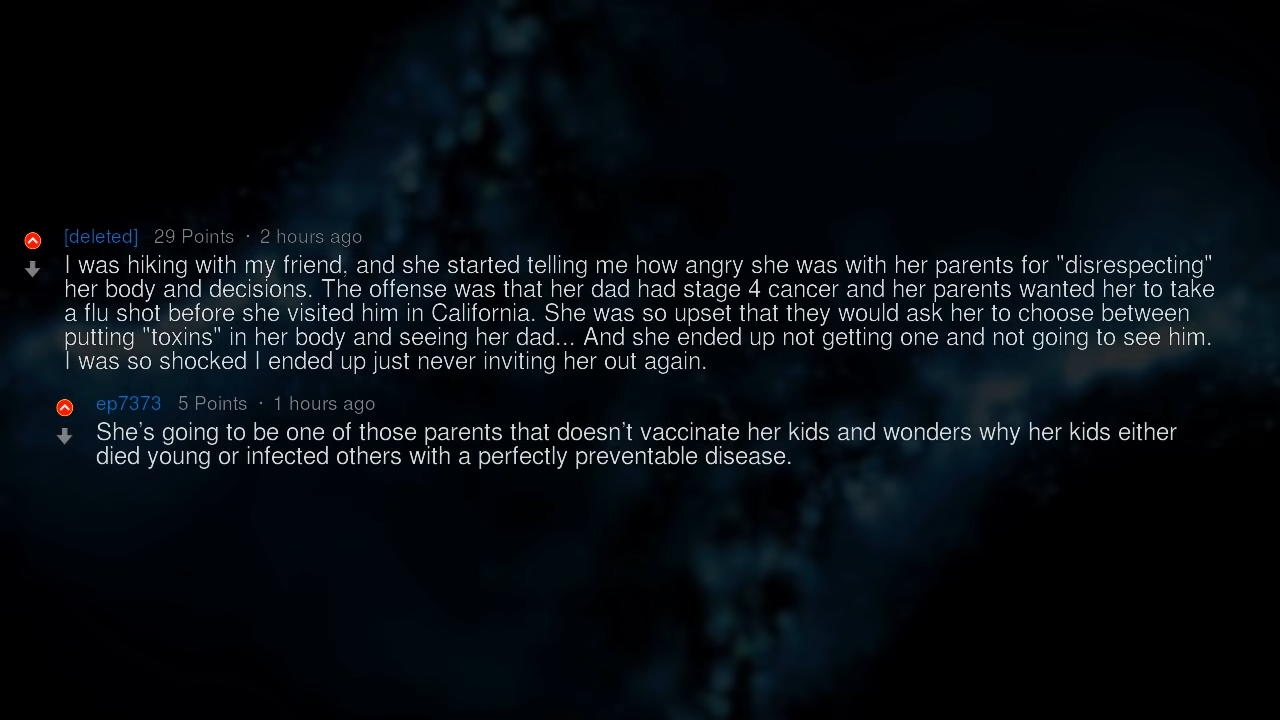 [deleted] 29 Points · 2 hours ago
I was hiking with my friend, and she started telling me how angry she was with her parents for "disrespecting"
her body and decisions. The offense was that her dad had stage 4 cancer and her parents wanted her to take
a flu shot before she visited him in California. She was so upset that they would ask her to choose between
putting "toxins" in her body and seeing her dad... And she ended up not getting one and not going to see him.
I was so shocked I ended up just never inviting her out again.
ep7373 5 Points · 1 hours ago
She's going to be one of those parents that doesn't vaccinate her kids and wonders why her kids either
died young or infected others with a perfectly preventable disease.